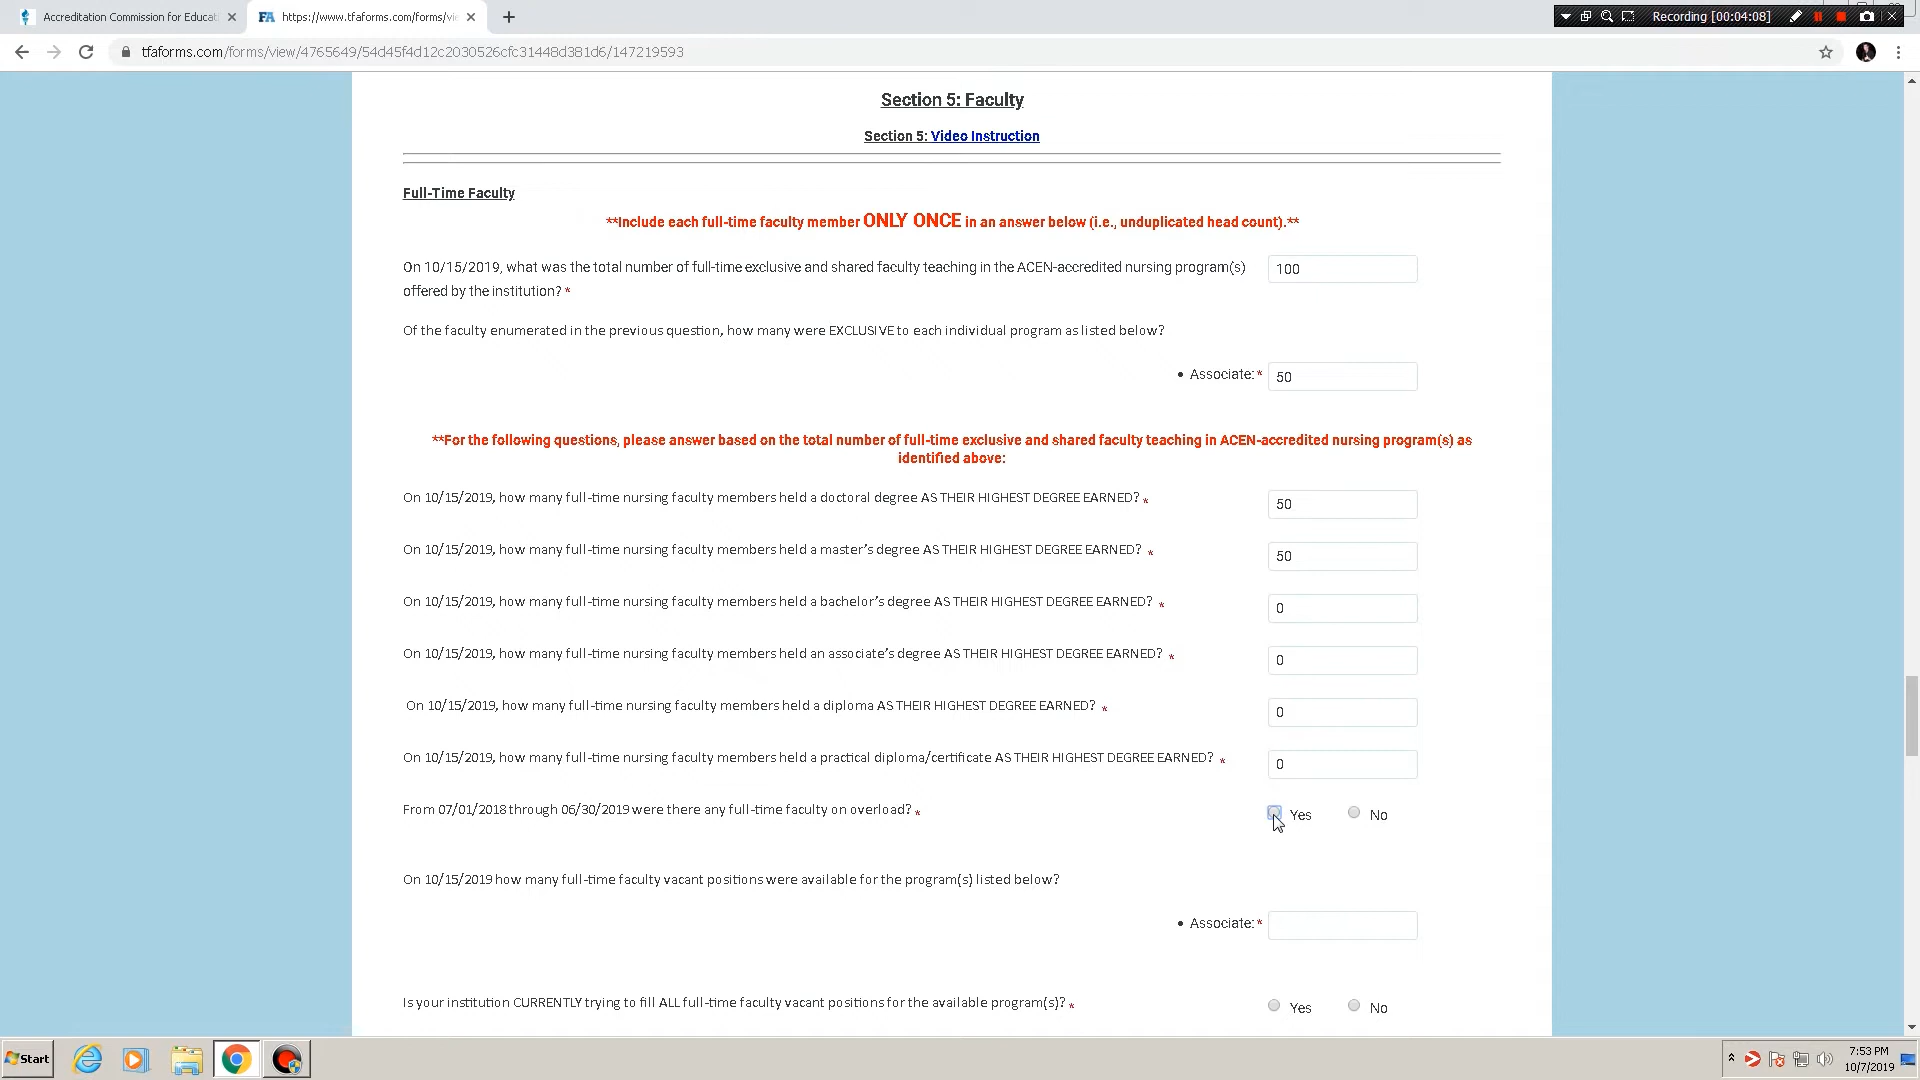 Accreditation Commission for Educat
https://www.tfaforms.com/forms/vie
Recording [00:04:08]
tfaforms.com/forms/view/4765649/54d45f4d12c2030526cfc31448d381d6/147219593
Section 5: Faculty
Section 5: Video Instruction
Full-Time Faculty
**Include each full-time faculty member ONLY ONCE in an answer below (i.e., unduplicated head count).**
On 10/15/2019, what was the total number of full-time exclusive and shared faculty teaching in the ACEN-accredited nursing program(s)
offered by the institution? *
100
Of the faculty enumerated in the previous question, how many were EXCLUSIVE to each individual program as listed below?
• Associate:* 50
**For the following questions, please answer based on the total number of full-time exclusive and shared faculty teaching in ACEN-accredited nursing program(s) as
identified above:
On 10/15/2019, how many full-time nursing faculty members held a doctoral degree AS THEIR HIGHEST DEGREE EARNED? * 50
On 10/15/2019, how many full-time nursing faculty members held a master's degree AS THEIR HIGHEST DEGREE EARNED? * 50
On 10/15/2019, how many full-time nursing faculty members held a bachelor's degree AS THEIR HIGHEST DEGREE EARNED? * 0
On 10/15/2019, how many full-time nursing faculty members held an associate's degree AS THEIR HIGHEST DEGREE EARNED? * 0
On 10/15/2019, how many full-time nursing faculty members held a diploma AS THEIR HIGHEST DEGREE EARNED? * 0
On 10/15/2019, how many full-time nursing faculty members held a practical diploma/certificate AS THEIR HIGHEST DEGREE EARNED? * 0
From 07/01/2018 through 06/30/2019 were there any full-time faculty on overload? * Yes No
On 10/15/2019 how many full-time faculty vacant positions were available for the program(s) listed below?
• Associate:*
Is your institution CURRENTLY trying to fill ALL full-time faculty vacant positions for the available program(s)? * Yes No
Start
7:53 PM
10/7/2019